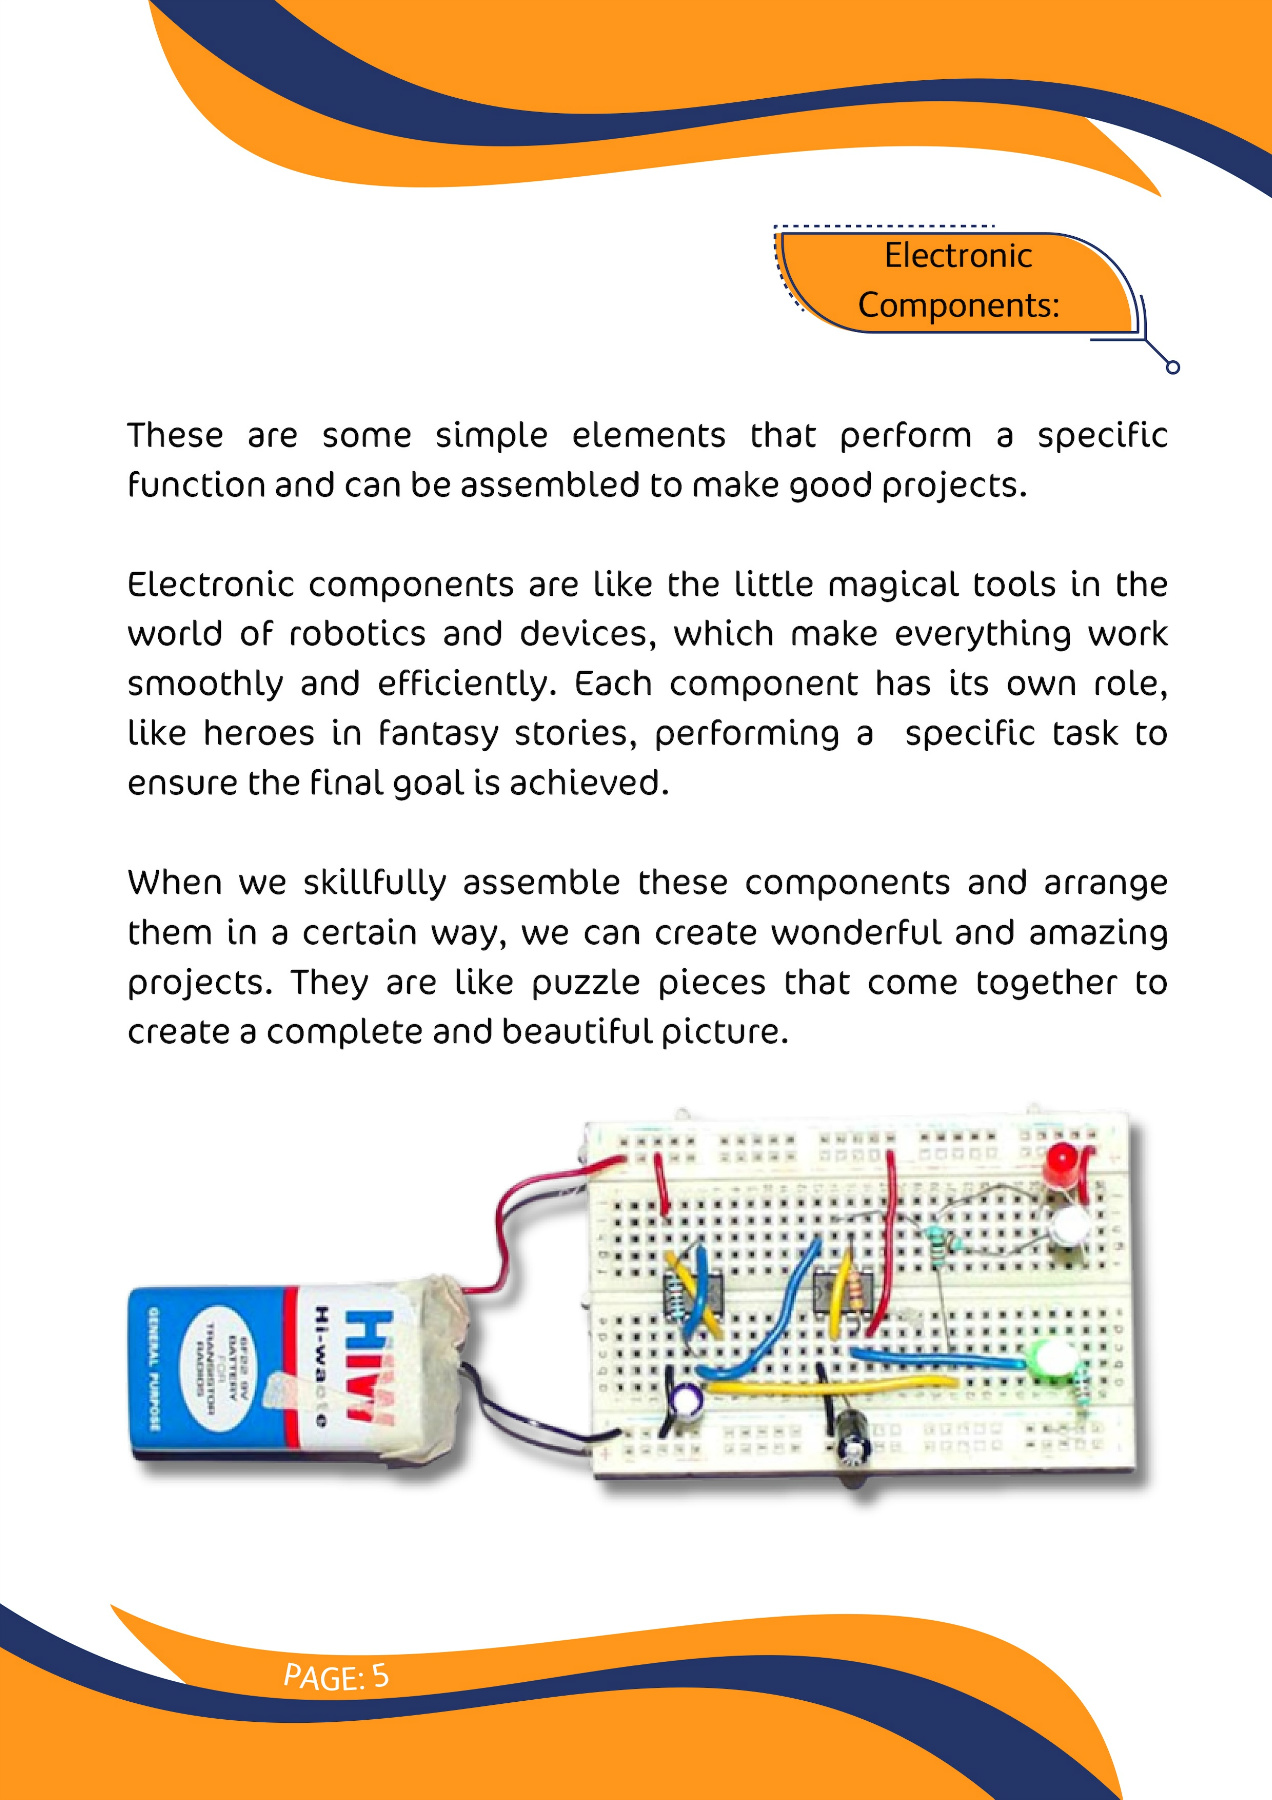 Electronic
Components:
These are some simple elements that perform a specific
function and can be assembled to make good projects.
Electronic components are like the little magical tools in the
world of robotics and devices, which make everything work
smoothly and efficiently. Each component has its own role,
like heroes in fantasy stories, performing a specific task to
ensure the final goal is achieved.
When we skillfully assemble these components and arrange
them in a certain way, we can create wonderful and amazing
projects. They are like puzzle pieces that come together to
create a complete and beautiful picture.
GENERAL PURPOSE
6F22 9V
BATTERY
FOR
TRANSISTOR
RADIOS
Hi-wa
HI
PAGE: 5